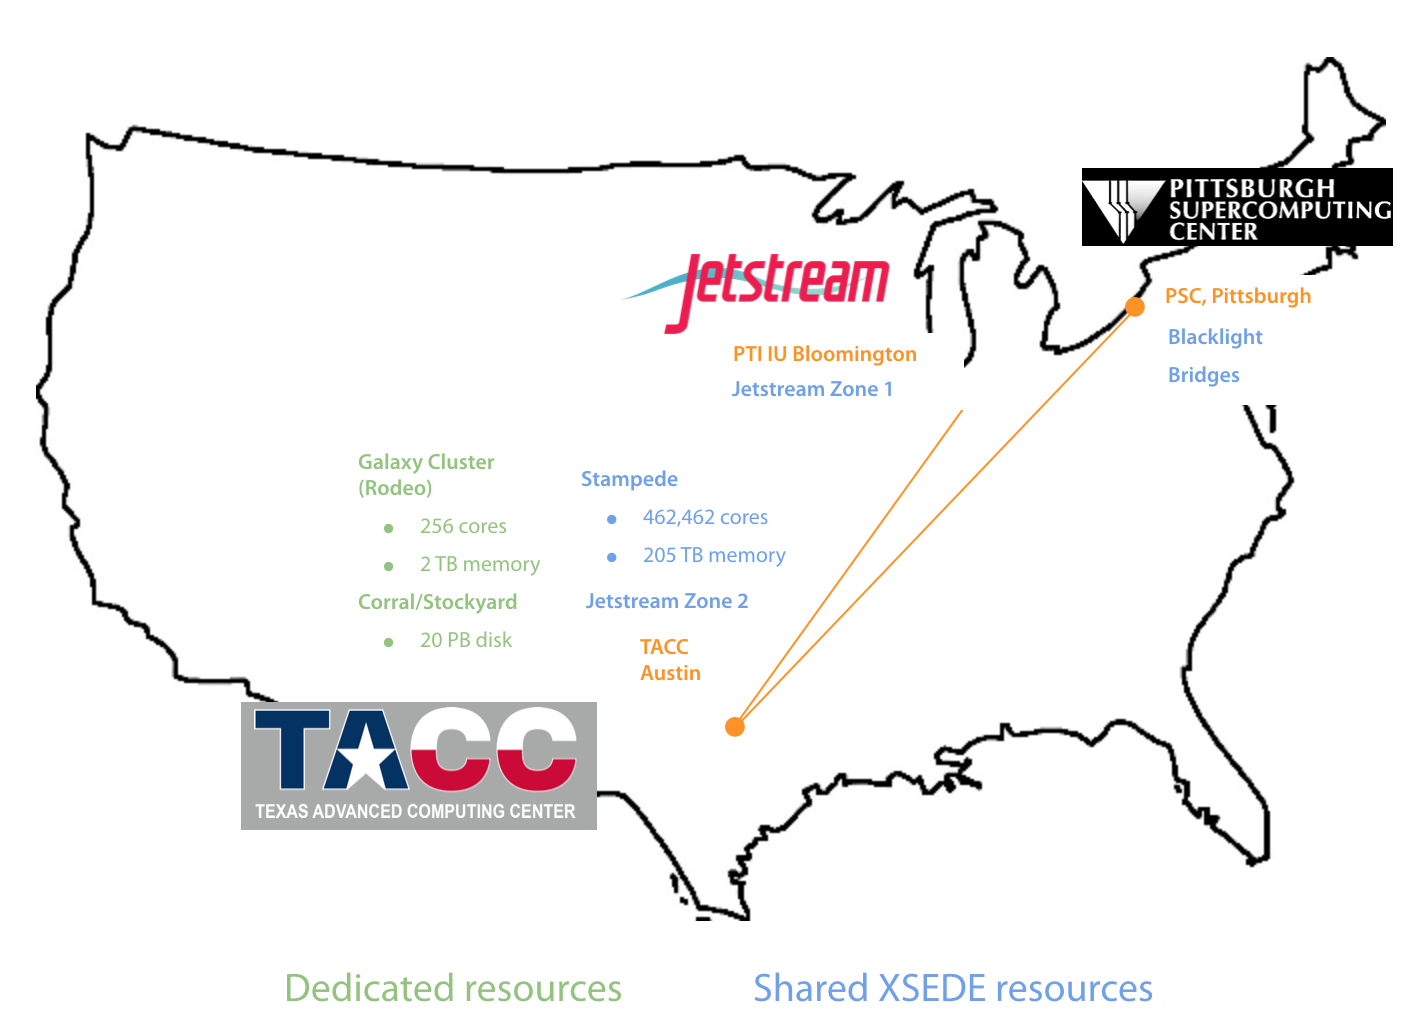 PITTSBURGH
SUPERCOMPUTING
CENTER
Jetstream
PSC, Pittsburgh
Blacklight
Bridges
PTI IU Bloomington
Jetstream Zone 1
Galaxy Cluster
(Rodeo)
● 256 cores
● 2 TB memory
Corral/Stockyard
● 20 PB disk
Stampede
● 462,462 cores
● 205 TB memory
Jetstream Zone 2
TACC
Austin
TACC
TEXAS ADVANCED COMPUTING CENTER
Dedicated resources
Shared XSEDE resources